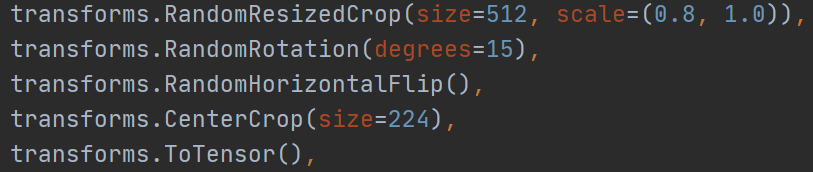 transforms.RandomResizedCrop(size=512, scale=(0.8, 1.0)),
transforms.RandomRotation(degrees=15),
transforms.RandomHorizontalFlip(),
transforms.CenterCrop(size=224),
transforms.ToTensor(),